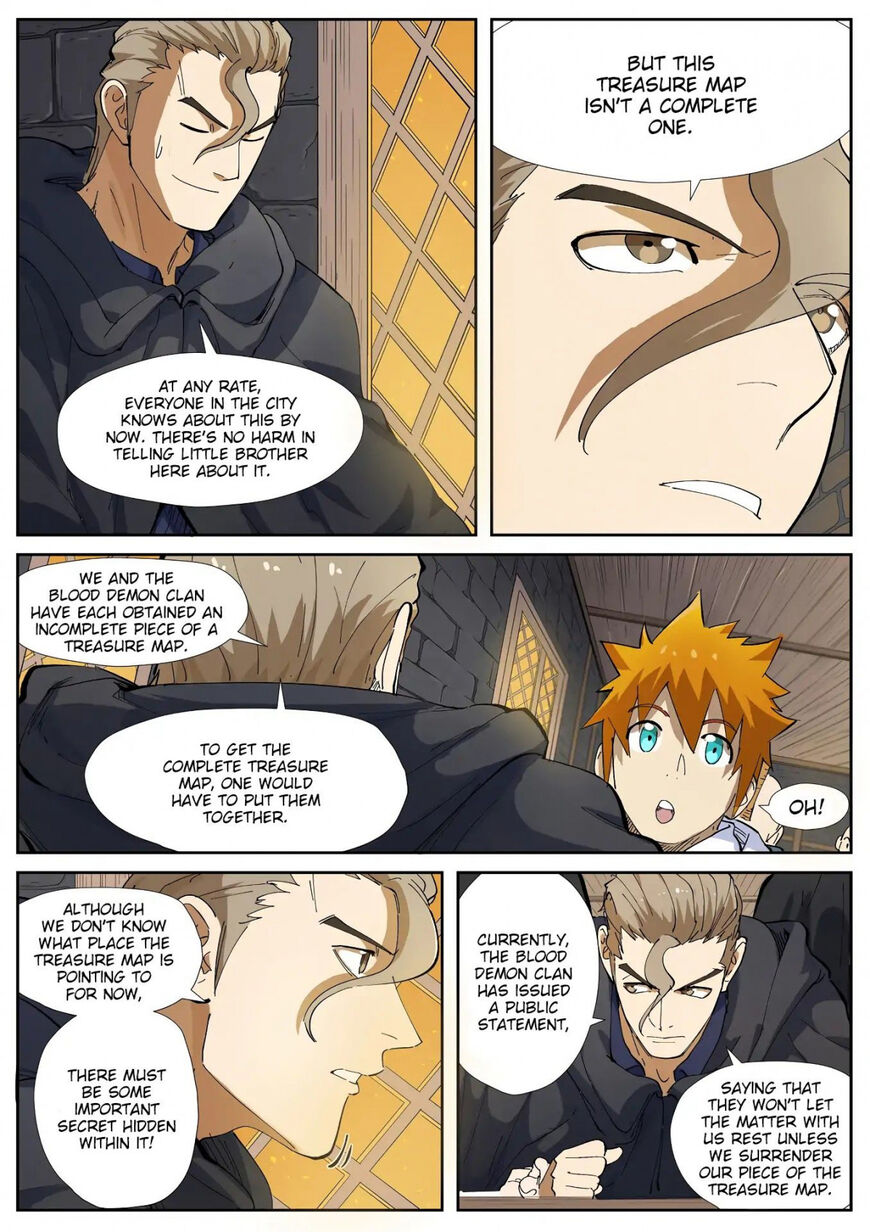 AT ANY RATE,
EVERYONE IN THE CITY
KNOWS ABOUT THIS BY
NOW. THERE'S NO HARM IN
TELLING LITTLE BROTHER
HERE ABOUT IT.
BUT THIS
TREASURE MAP
ISN'T A COMPLETE
ONE.
WE AND THE
BLOOD DEMON CLAN
HAVE EACH OBTAINED AN
INCOMPLETE PIECE OF A
TREASURE MAP.
TO GET THE
COMPLETE TREASURE
MAP, ONE WOULD
HAVE TO PUT THEM
TOGETHER.
OH!
ALTHOUGH
WE DON'T KNOW
WHAT PLACE THE
TREASURE MAP IS
POINTING TO
FOR NOW,
THERE MUST
BE SOME
IMPORTANT
SECRET HIDDEN
WITHIN IT!
CURRENTLY,
THE BLOOD
DEMON CLAN
HAS ISSUED
A PUBLIC
STATEMENT,
SAYING THAT
THEY WON'T LET
THE MATTER WITH
US REST UNLESS
WE SURRENDER
OUR PIECE OF THE
TREASURE MAP.